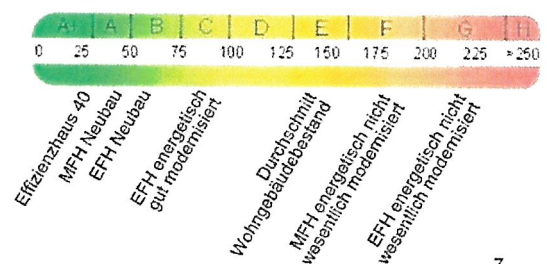 A+ A B C D E F G H
0 25 50 75 100 125 150 175 200 225 >250
Effizienzhaus 40
MFH Neubau
EFH Neubau
EFH energetisch
gut modernisiert
Durchschnitt
Wohngebäudebestand
MFH energetisch nicht
wesentlich modernisiert
EFH energetisch nicht
wesentlich modernisiert
7